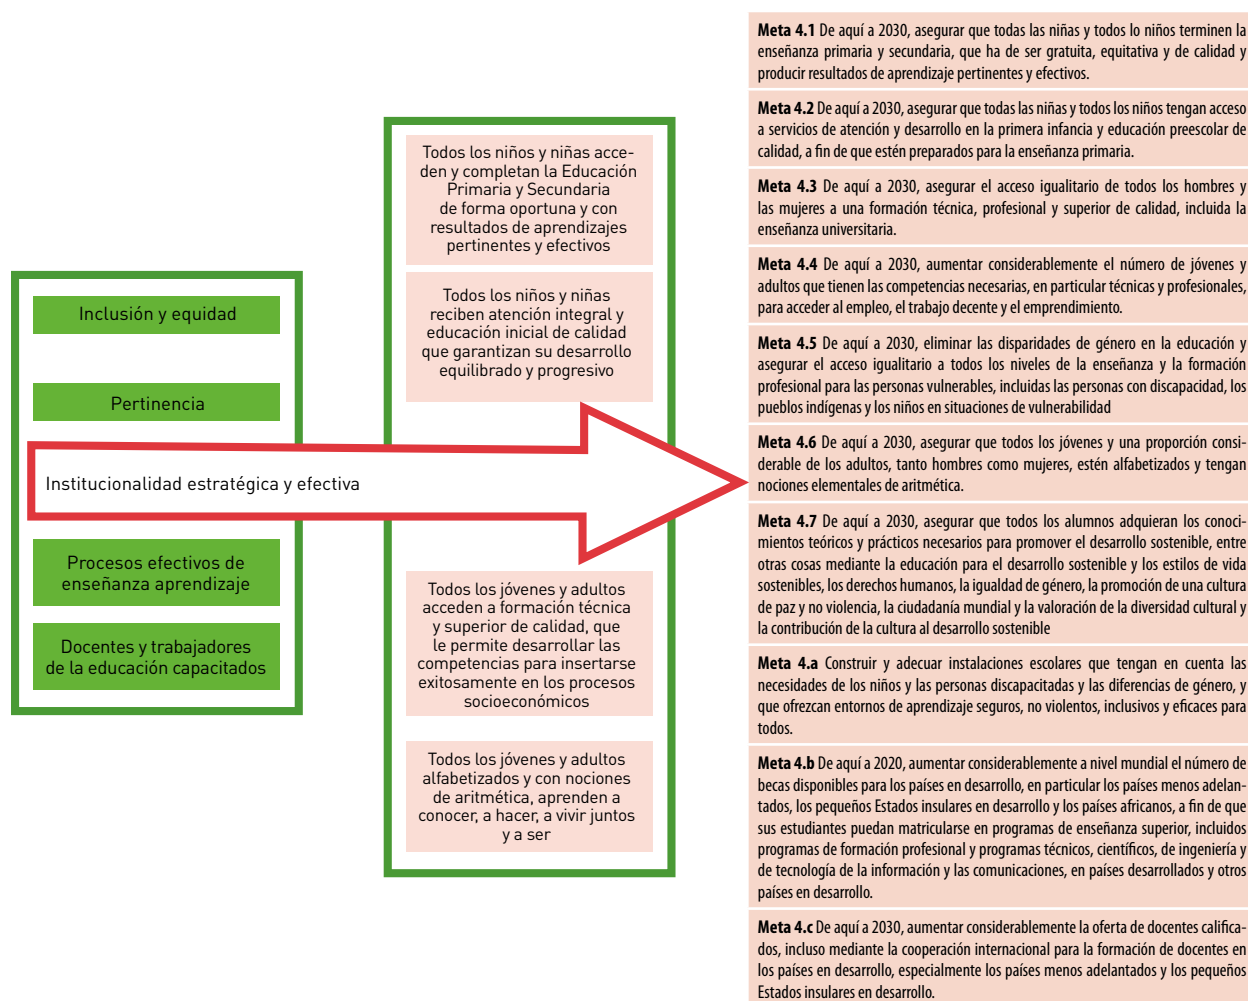 Inclusión y equidad
Pertinencia
Institucionalidad estratégica y efectiva
Procesos efectivos de
enseñanza aprendizaje
Docentes y trabajadores
de la educación capacitados
Todos los niños y niñas acce-
den y completan la Educación
Primaria y Secundaria
de forma oportuna y con
resultados de aprendizajes
pertinentes y efectivos
Todos los niños y niñas
reciben atención integral y
educación inicial de calidad
que garantizan su desarrollo
equilibrado y progresivo
Todos los jóvenes y adultos
acceden a formación técnica
y superior de calidad, que
le permite desarrollar las
competencias para insertarse
exitosamente en los procesos
socioeconómicos
Todos los jóvenes y adultos
alfabetizados y con nociones
de aritmética, aprenden a
conocer, a hacer, a vivir juntos
y a ser
Meta 4.1 De aquí a 2030, asegurar que todas las niñas y todos lo niños terminen la
enseñanza primaria y secundaria, que ha de ser gratuita, equitativa y de calidad y
producir resultados de aprendizaje pertinentes y efectivos.
Meta 4.2 De aquí a 2030, asegurar que todas las niñas y todos los niños tengan acceso
a servicios de atención y desarrollo en la primera infancia y educación preescolar de
calidad, a fin de que estén preparados para la enseñanza primaria.
Meta 4.3 De aquí a 2030, asegurar el acceso igualitario de todos los hombres y
las mujeres a una formación técnica, profesional y superior de calidad, incluida la
enseñanza universitaria.
Meta 4.4 De aquí a 2030, aumentar considerablemente el número de jóvenes y
adultos que tienen las competencias necesarias, en particular técnicas y profesionales,
para acceder al empleo, el trabajo decente y el emprendimiento.
Meta 4.5 De aquí a 2030, eliminar las disparidades de género en la educación y
asegurar el acceso igualitario a todos los niveles de la enseñanza y la formación
profesional para las personas vulnerables, incluidas las personas con discapacidad, los
pueblos indígenas y los niños en situaciones de vulnerabilidad
Meta 4.6 De aquí a 2030, asegurar que todos los jóvenes y una proporción consi-
derable de los adultos, tanto hombres como mujeres, estén alfabetizados y tengan
nociones elementales de aritmética.
Meta 4.7 De aquí a 2030, asegurar que todos los alumnos adquieran los conoci-
mientos teóricos y prácticos necesarios para promover el desarrollo sostenible, entre
otras cosas mediante la educación para el desarrollo sostenible y los estilos de vida
sostenibles, los derechos humanos, la igualdad de género, la promoción de una cultura
de paz y no violencia, la ciudadanía mundial y la valoración de la diversidad cultural y
la contribución de la cultura al desarrollo sostenible
Meta 4.a Construir y adecuar instalaciones escolares que tengan en cuenta las
necesidades de los niños y las personas discapacitadas y las diferencias de género, y
que ofrezcan entornos de aprendizaje seguros, no violentos, inclusivos y eficaces para
todos.
Meta 4.b De aquí a 2020, aumentar considerablemente a nivel mundial el número de
becas disponibles para los países en desarrollo, en particular los países menos adelan-
tados, los pequeños Estados insulares en desarrollo y los países africanos, a fin de que
sus estudiantes puedan matricularse en programas de enseñanza superior, incluidos
programas de formación profesional y programas técnicos, científicos, de ingeniería y
de tecnología de la información y las comunicaciones, en países desarrollados y otros
países en desarrollo.
Meta 4.c De aquí a 2030, aumentar considerablemente la oferta de docentes califica-
dos, incluso mediante la cooperación internacional para la formación de docentes en
los países en desarrollo, especialmente los países menos adelantados y los pequeños
Estados insulares en desarrollo.